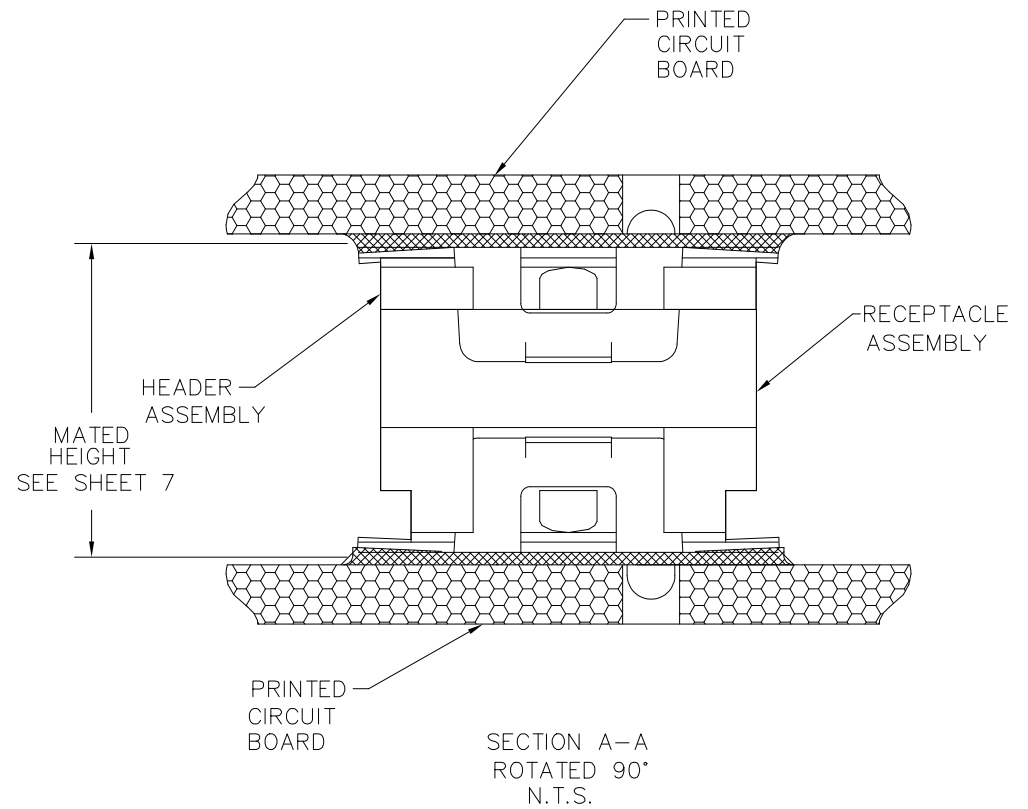 PRINTED
CIRCUIT
BOARD
RECEPTACLE
ASSEMBLY
HEADER
ASSEMBLY
MATED
HEIGHT
SEE SHEET 7
PRINTED
CIRCUIT
BOARD
SECTION A-A
ROTATED 90°
N.T.S.